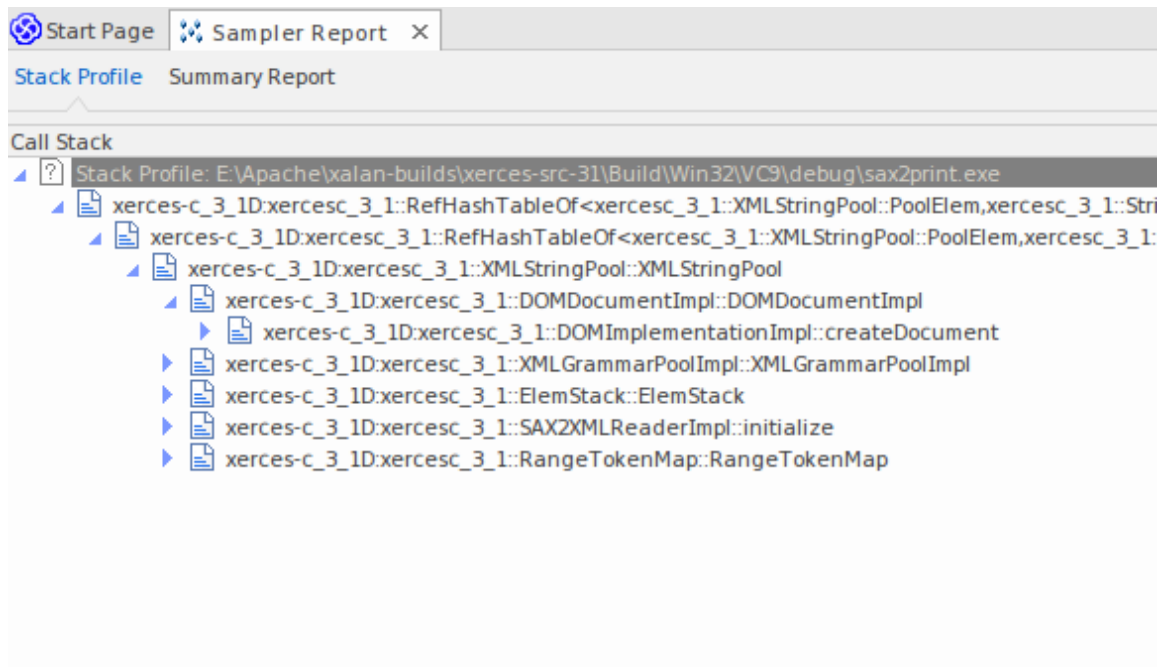 Start Page Sampler Report ×
Stack Profile Summary Report
Call Stack
Stack Profile: E:\Apache\xalan-builds\xerces-src-31\Build\Win32\VC9\debug\sax2print.exe
xerces-c_3_1D:xercesc_3_1::RefHashTableOf<xercesc_3_1::XMLStringPool::PoolElem,xercesc_3_1::Stri
xerces-c_3_1D:xercesc_3_1::RefHashTableOf<xercesc_3_1::XMLStringPool::PoolElem,xercesc_3_1:
xerces-c_3_1D:xercesc_3_1::XMLStringPool::XMLStringPool
xerces-c_3_1D:xercesc_3_1::DOMDocumentImpl::DOMDocumentImpl
xerces-c_3_1D:xercesc_3_1::DOMImplementationImpl::createDocument
xerces-c_3_1D:xercesc_3_1::XMLGrammarPoolImpl::XMLGrammarPoolImpl
xerces-c_3_1D:xercesc_3_1::ElemStack::ElemStack
xerces-c_3_1D:xercesc_3_1::SAX2XMLReaderImpl::initialize
xerces-c_3_1D:xercesc_3_1::RangeTokenMap::RangeTokenMap